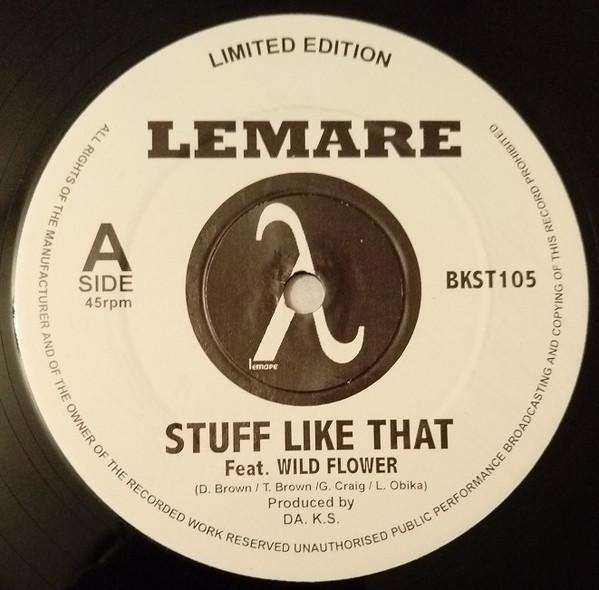 LIMITED EDITION
LEMARE
A
SIDE
45rpm
BKST105
lemare
STUFF LIKE THAT
Feat. WILD FLOWER
(D. Brown / T. Brown /G. Craig / L. Obika)
Produced by
DA. K.S.
ALL RIGHTS OF THE MANUFACTURER AND OF THE OWNER OF THE RECORDED WORK RESERVED UNAUTHORISED PUBLIC PERFORMANCE BROADCASTING AND COPYING OF THIS RECORD PROHIBITED